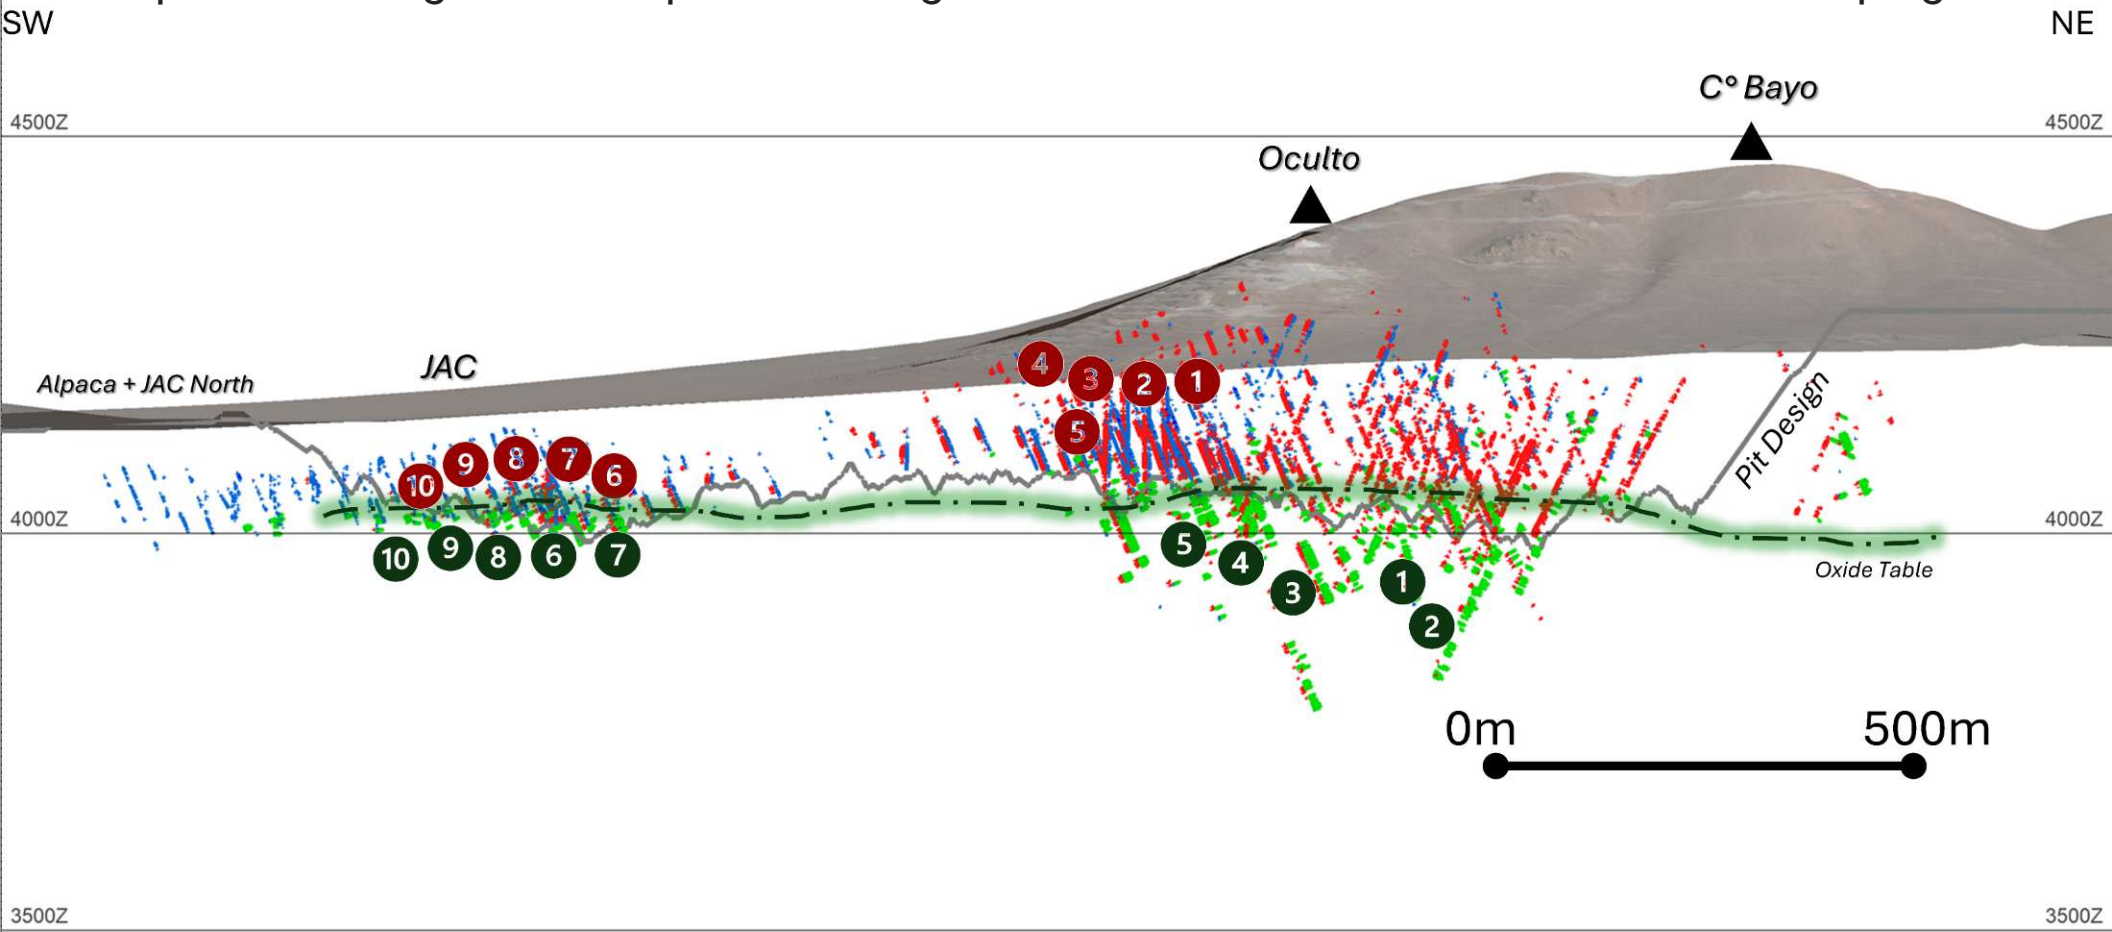 SW
NE
C° Bayo
4500Z
4500Z
Oculto
JAC
Alpaca + JAC North
4
3
2
1
5
Pit Design
9
8
7
6
10
4000Z
4000Z
5
4
3
1
2
10
9
8
6
7
Oxide Table
0m
500m
3500Z
3500Z